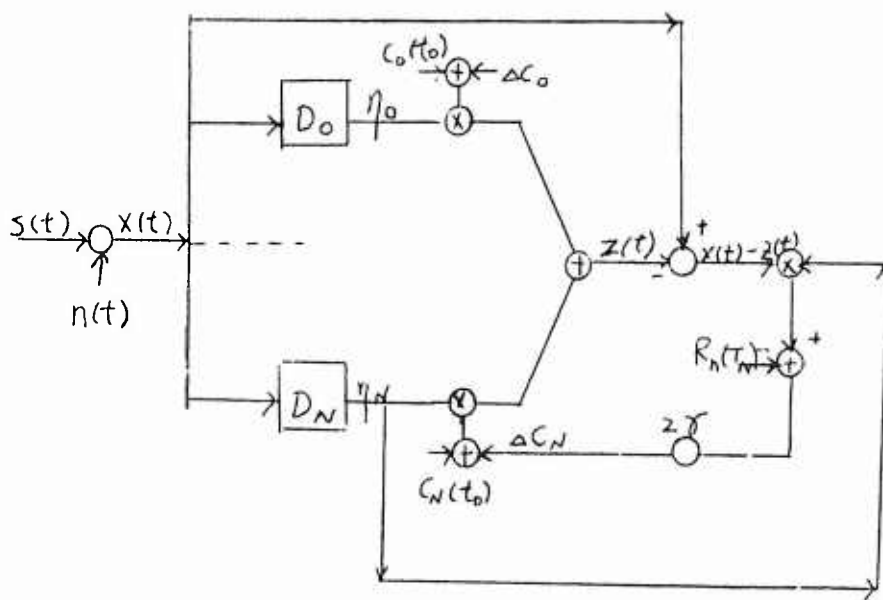 C₀(t₀)
+
ΔC₀
D₀
η₀
×
s(t)
x(t)
n(t)
+
z(t)
+
-
x(t)-z(t)
×
Rₙ(τ_N)
-
+
+
D_N
η_N
×
2γ
ΔC_N
+
C_N(t₀)